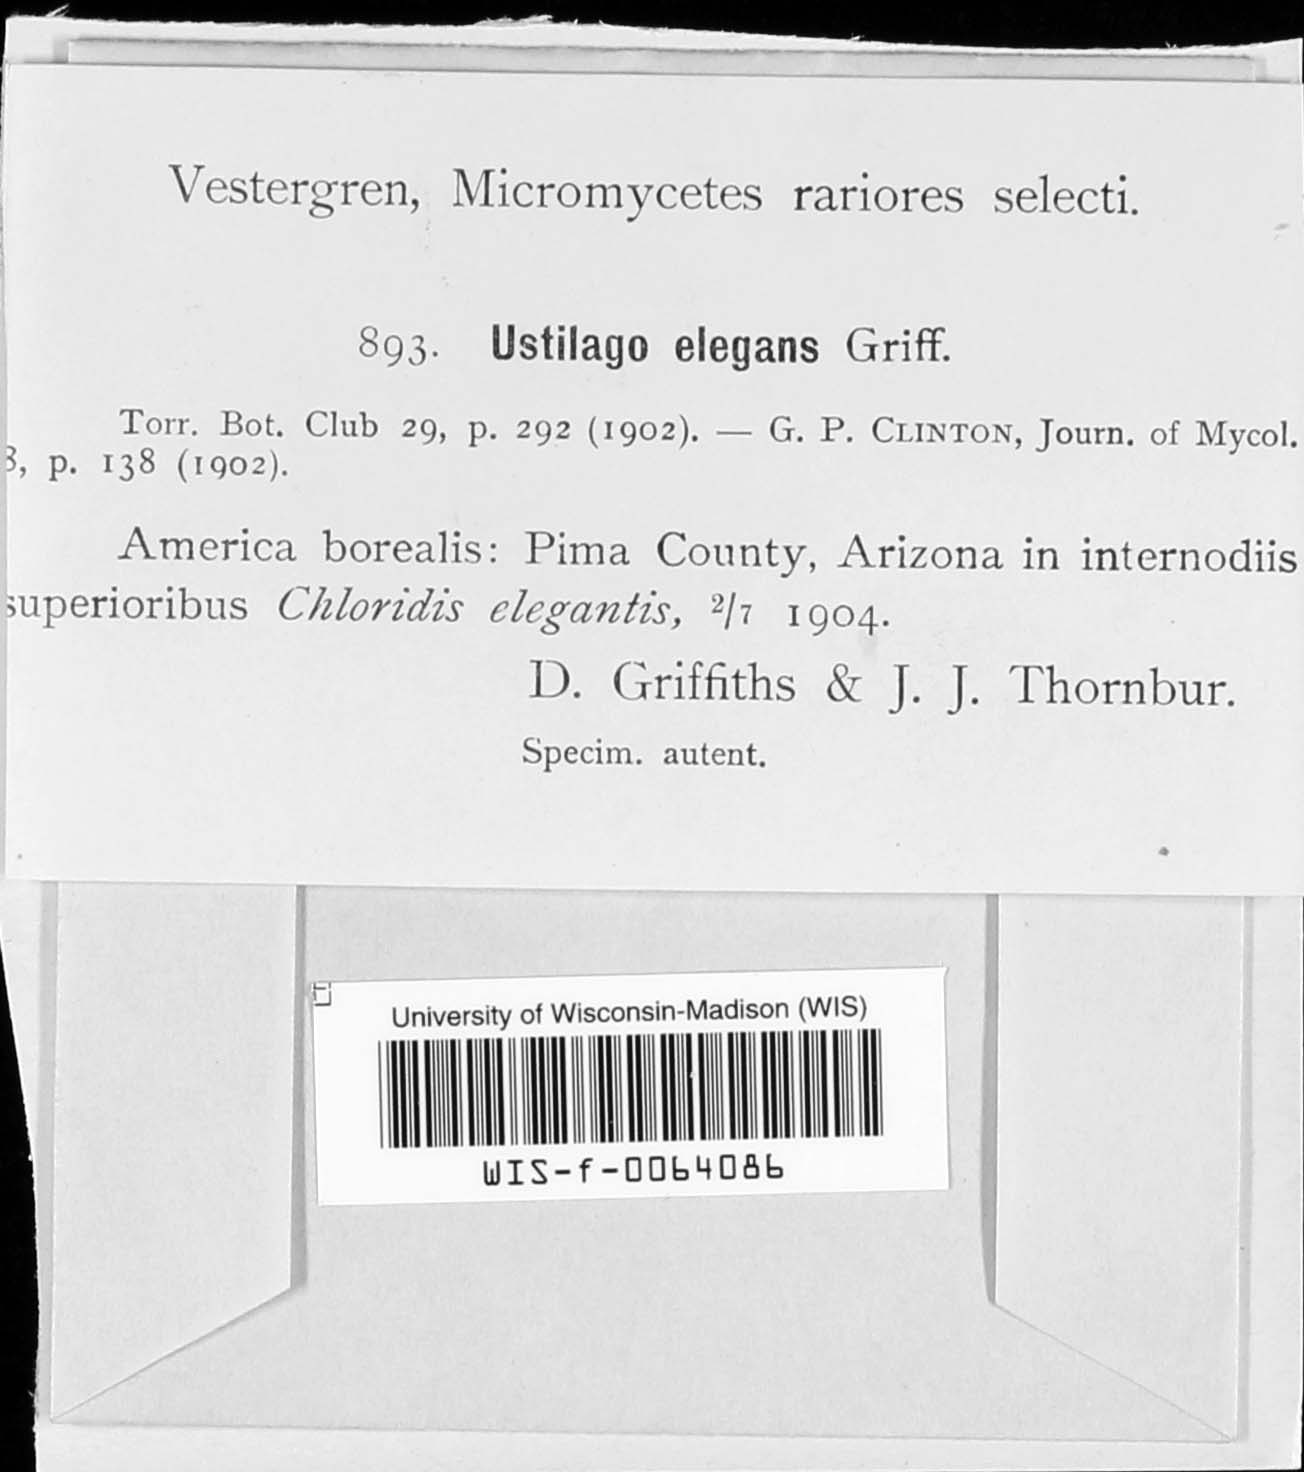 Vestergren, Micromycetes rariores selecti.
893. Ustilago elegans Griff.
Torr. Bot. Club 29, p. 292 (1902). — G. P. CLINTON, Journ. of Mycol.
8, p. 138 (1902).
America borealis: Pima County, Arizona in internodiis
superioribus Chloridis elegantis, 2/7 1904.
D. Griffiths & J. J. Thornbur.
Specim. autent.
University of Wisconsin-Madison (WIS)
WIS-f-0064086